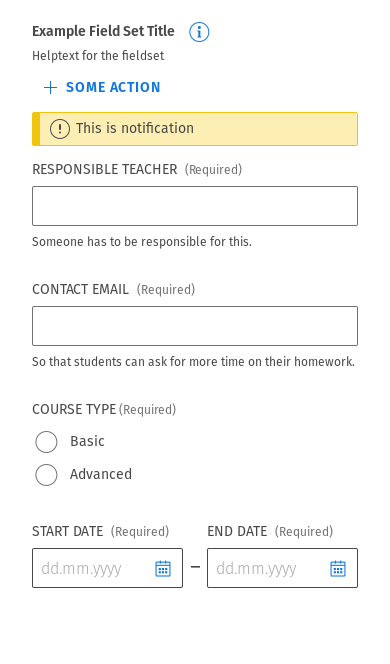 Example Field Set Title
Helptext for the fieldset
+ SOME ACTION
This is notification
RESPONSIBLE TEACHER (Required)
Someone has to be responsible for this.
CONTACT EMAIL (Required)
So that students can ask for more time on their homework.
COURSE TYPE (Required)
Basic
Advanced
START DATE (Required) END DATE (Required)
dd.mm.yyyy – dd.mm.yyyy